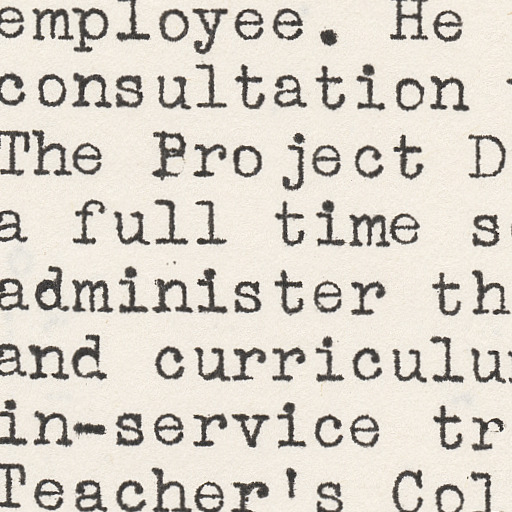 employee. He
consultation
The Project D
a full time s
administer th
and curriculu
in-service tr
Teacher's Col